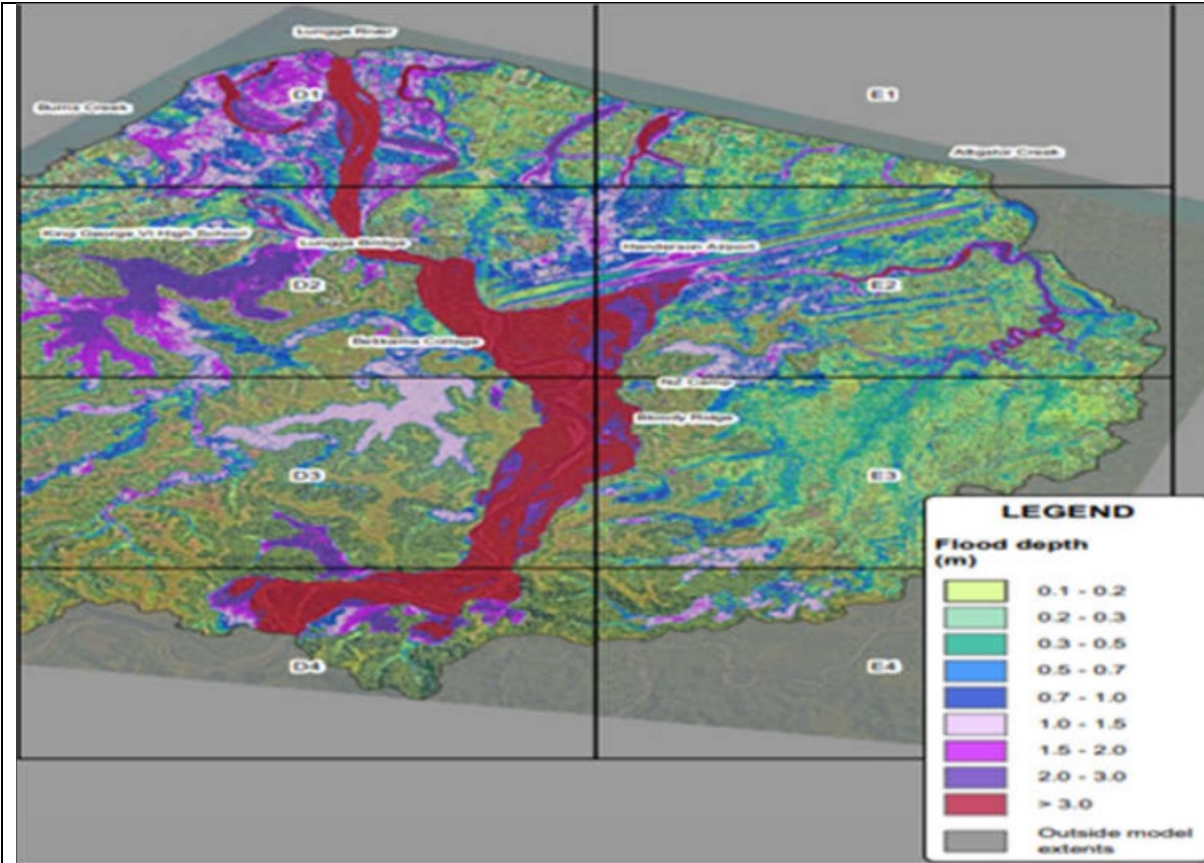 Lungga River
Burns Creek
D1
E1
Alligator Creek
King George VI High School
Lungga Bridge
Henderson Airport
D2
E2
Betikama College
NZ Camp
Bloody Ridge
D3
E3
D4
E4
LEGEND
Flood depth
(m)
0.1 - 0.2
0.2 - 0.3
0.3 - 0.5
0.5 - 0.7
0.7 - 1.0
1.0 - 1.5
1.5 - 2.0
2.0 - 3.0
> 3.0
Outside model
extents